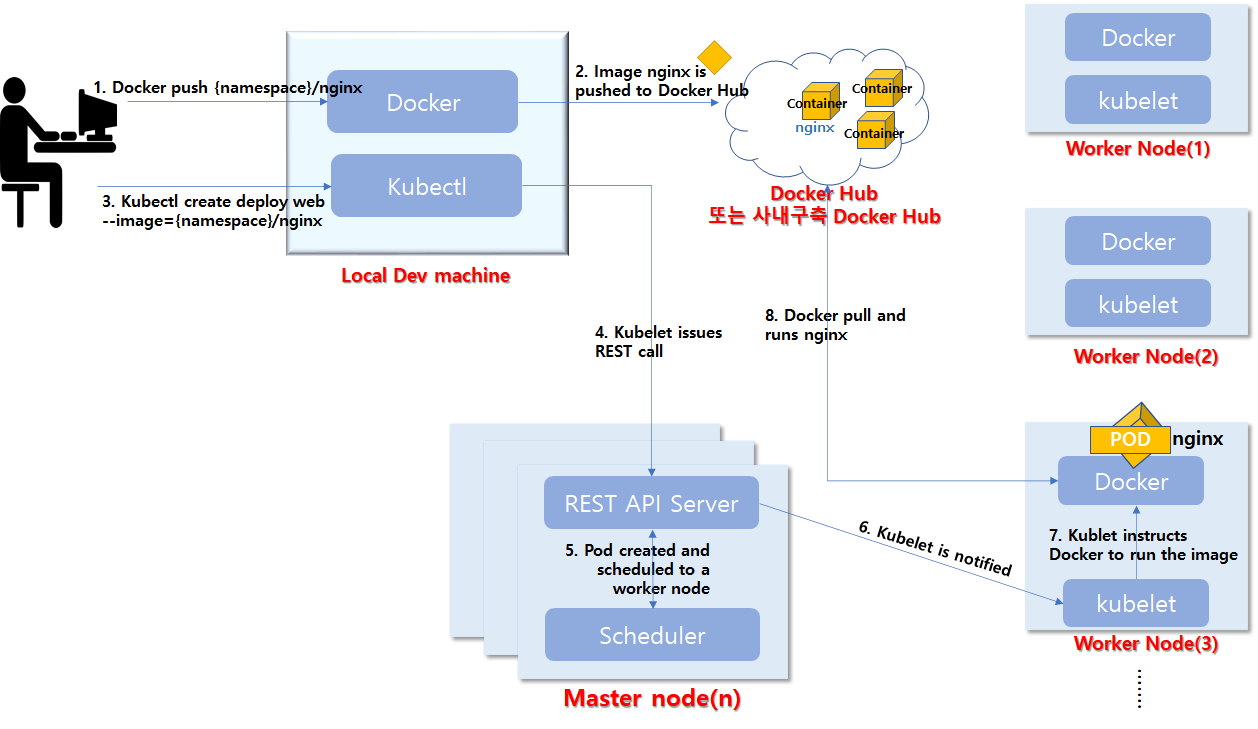 1. Docker push {namespace}/nginx
Docker
2. Image nginx is
pushed to Docker Hub
Container
nginx
Container
Container
Docker Hub
또는 사내구축 Docker Hub
3. Kubectl create deploy web
--image={namespace}/nginx
Kubectl
Local Dev machine
4. Kubelet issues
REST call
8. Docker pull and
runs nginx
Docker
kubelet
Worker Node(1)
Docker
kubelet
Worker Node(2)
REST API Server
5. Pod created and
scheduled to a
worker node
Scheduler
Master node(n)
6. Kubelet is notified
POD
nginx
Docker
7. Kublet instructs
Docker to run the image
kubelet
Worker Node(3)